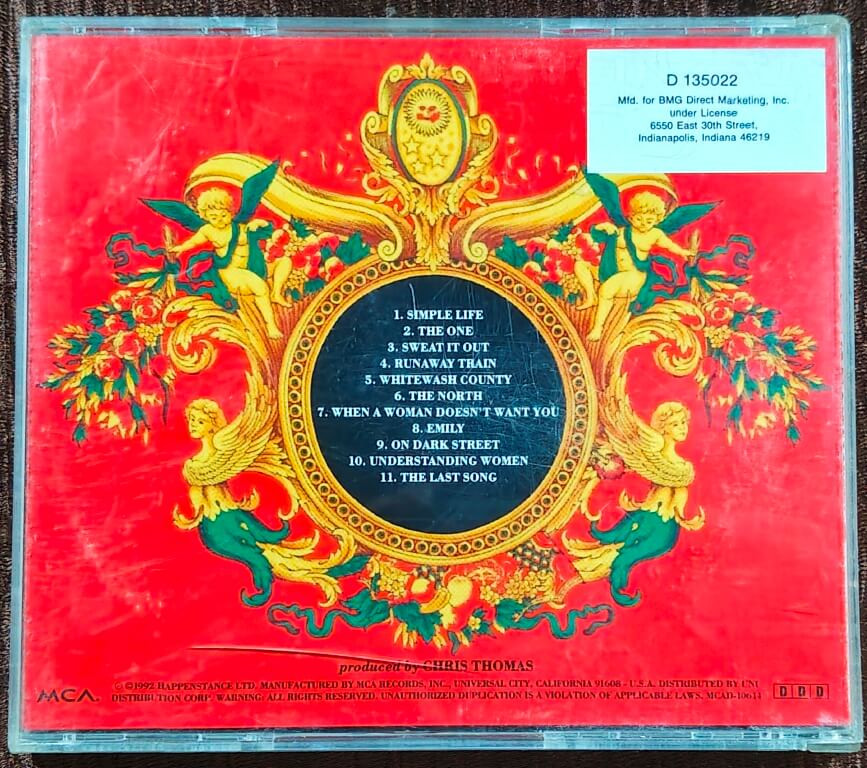 D 135022
Mfd. for BMG Direct Marketing, Inc.
under License
6550 East 30th Street,
Indianapolis, Indiana 46219
1. SIMPLE LIFE
2. THE ONE
3. SWEAT IT OUT
4. RUNAWAY TRAIN
5. WHITEWASH COUNTY
6. THE NORTH
7. WHEN A WOMAN DOESN'T WANT YOU
8. EMILY
9. ON DARK STREET
10. UNDERSTANDING WOMEN
11. THE LAST SONG
produced by CHRIS THOMAS
℗ ©1992 HAPPENSTANCE LTD. MANUFACTURED BY MCA RECORDS, INC., UNIVERSAL CITY, CALIFORNIA 91608 - U.S.A. DISTRIBUTED BY UNI
DISTRIBUTION CORP. WARNING: ALL RIGHTS RESERVED. UNAUTHORIZED DUPLICATION IS A VIOLATION OF APPLICABLE LAWS. MCAD-10614
MCA.
DDD